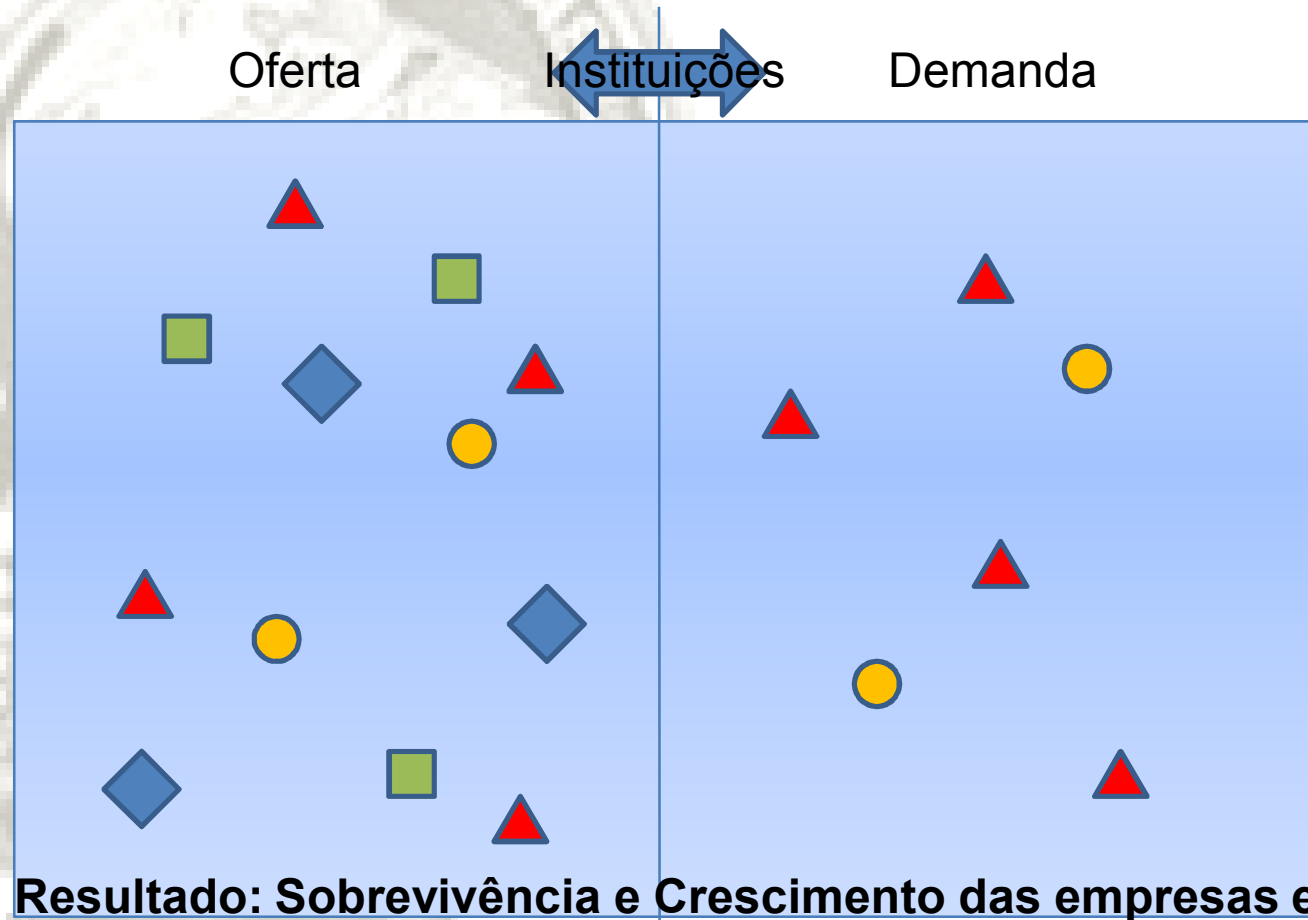 Oferta Instituições Demanda
Resultado: Sobrevivência e Crescimento das empresas e